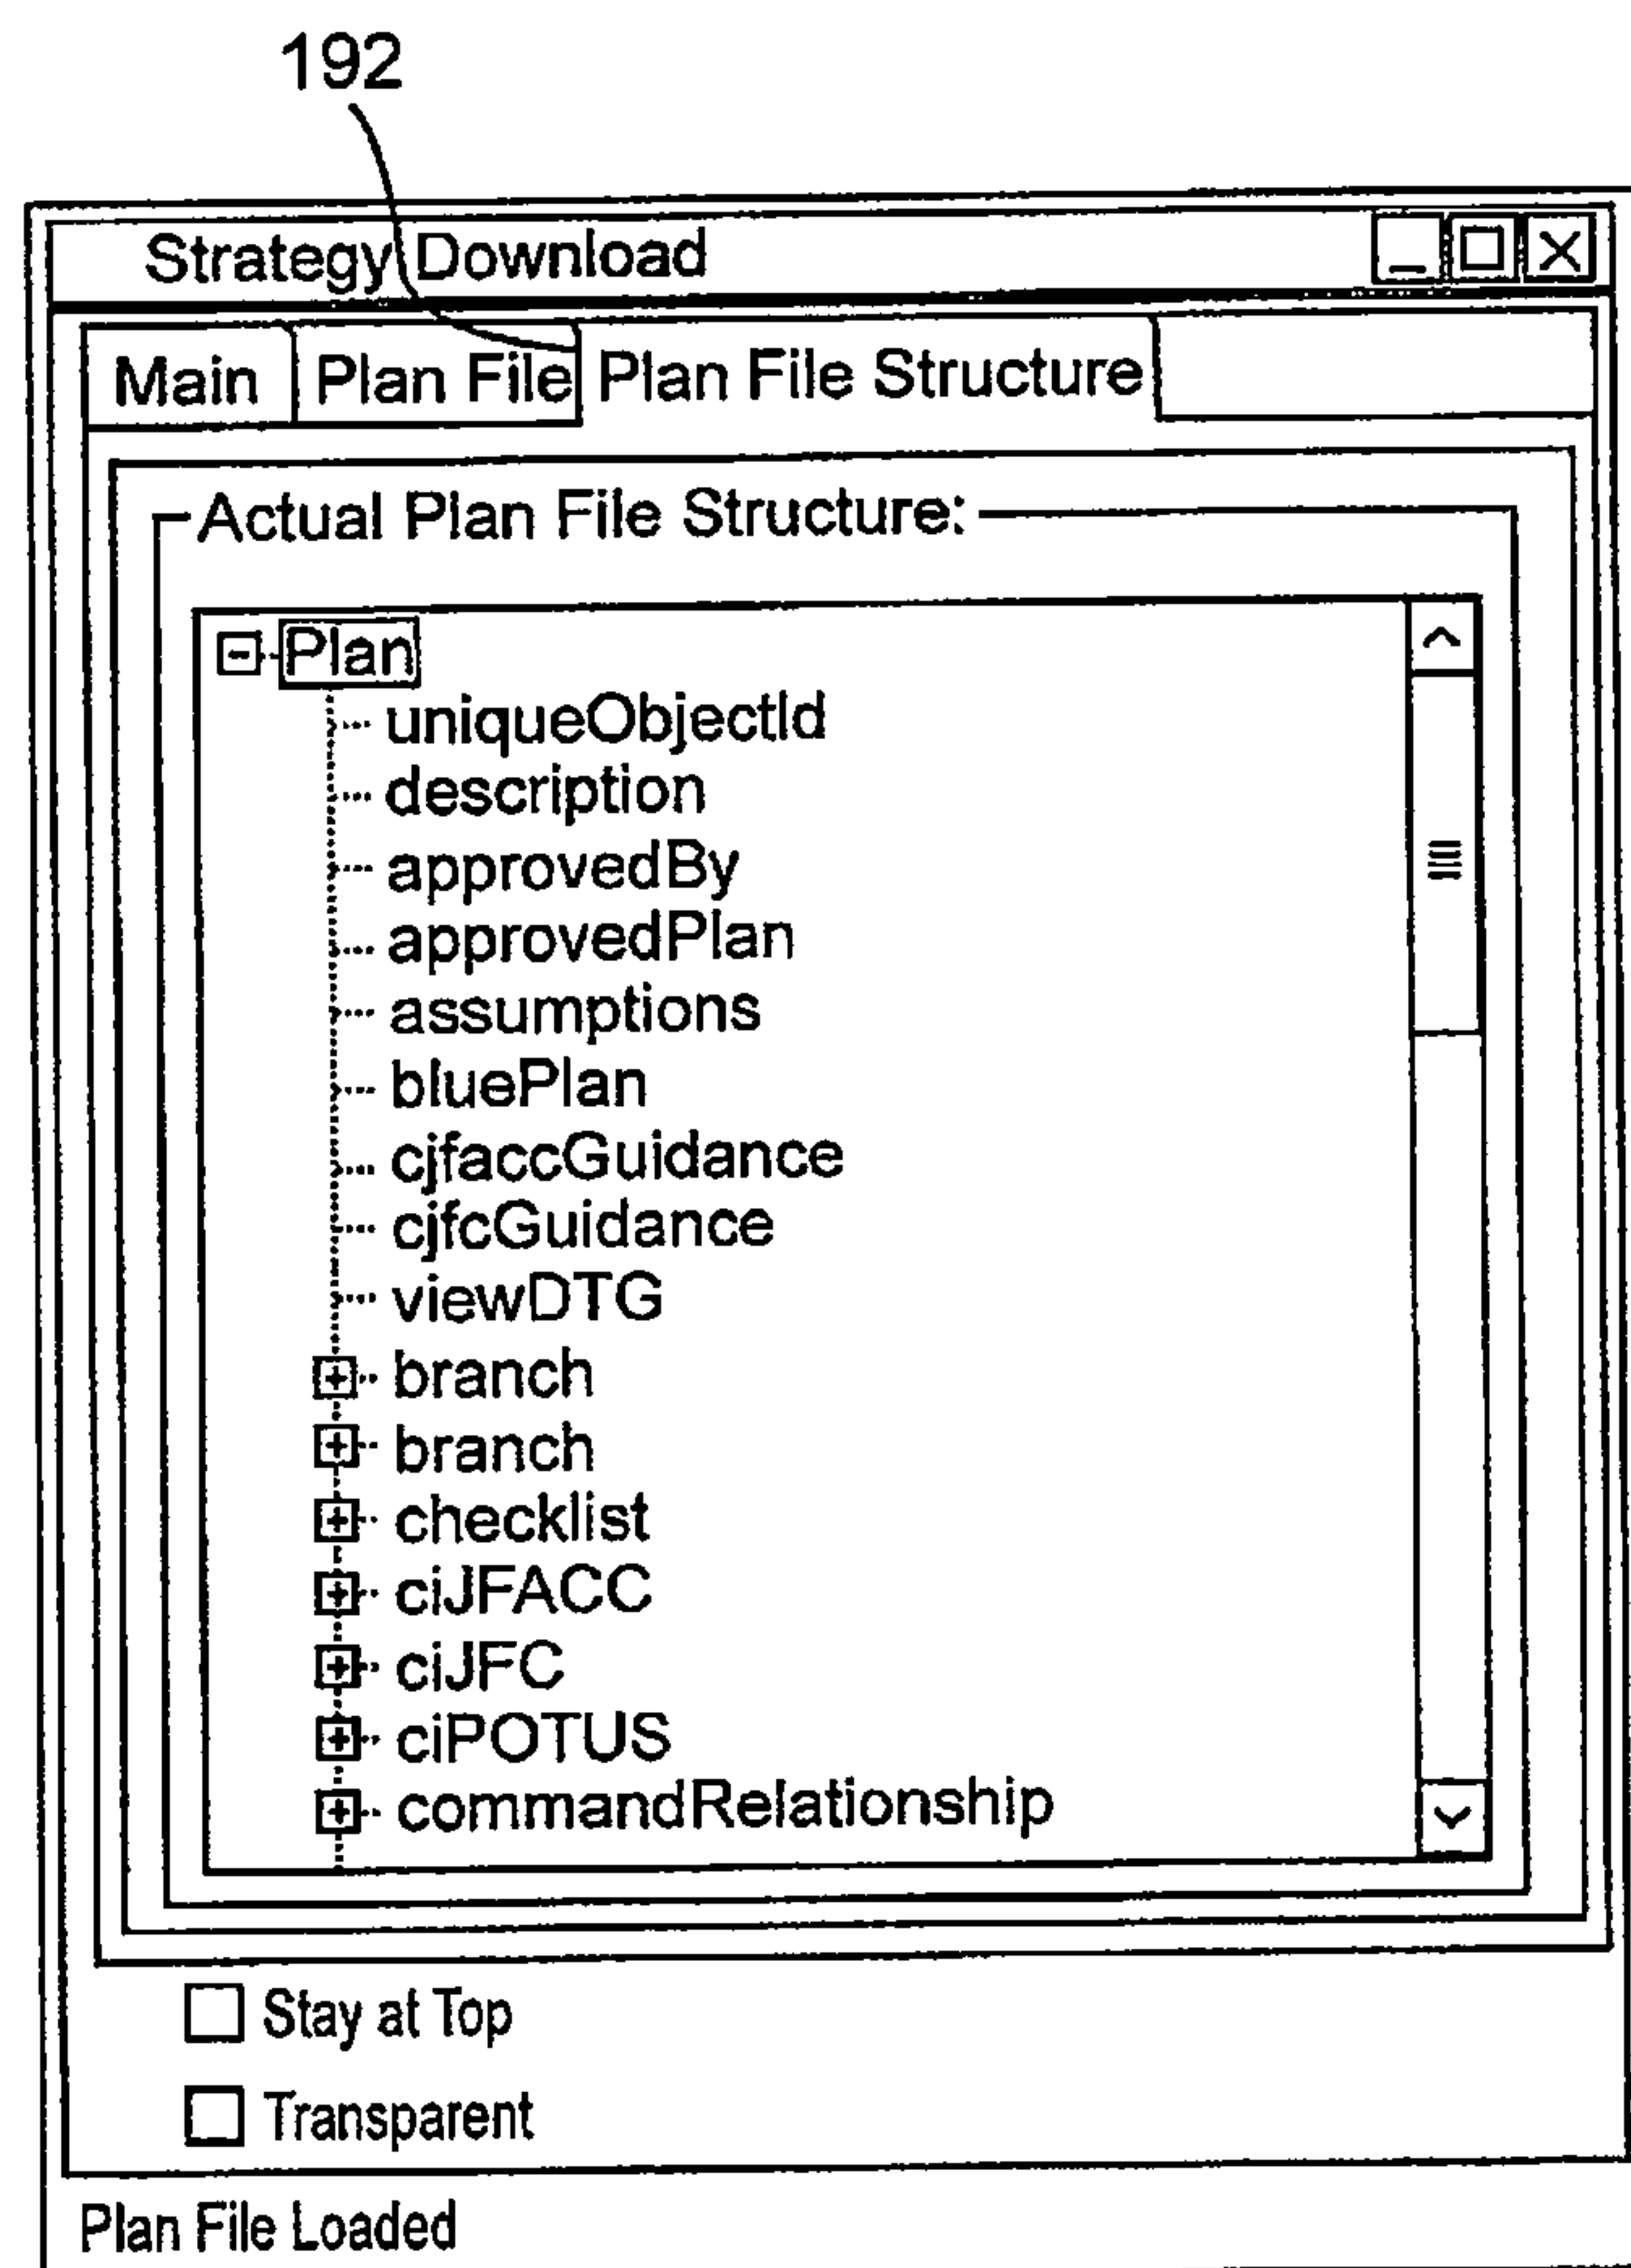 192
Strategy Download
Main Plan File Plan File Structure
Actual Plan File Structure:
Plan
uniqueObjectId
description
approvedBy
approvedPlan
assumptions
bluePlan
cjfaccGuidance
cjfcGuidance
viewDTG
branch
branch
checklist
ciJFACC
ciJFC
ciPOTUS
commandRelationship
Stay at Top
Transparent
Plan File Loaded